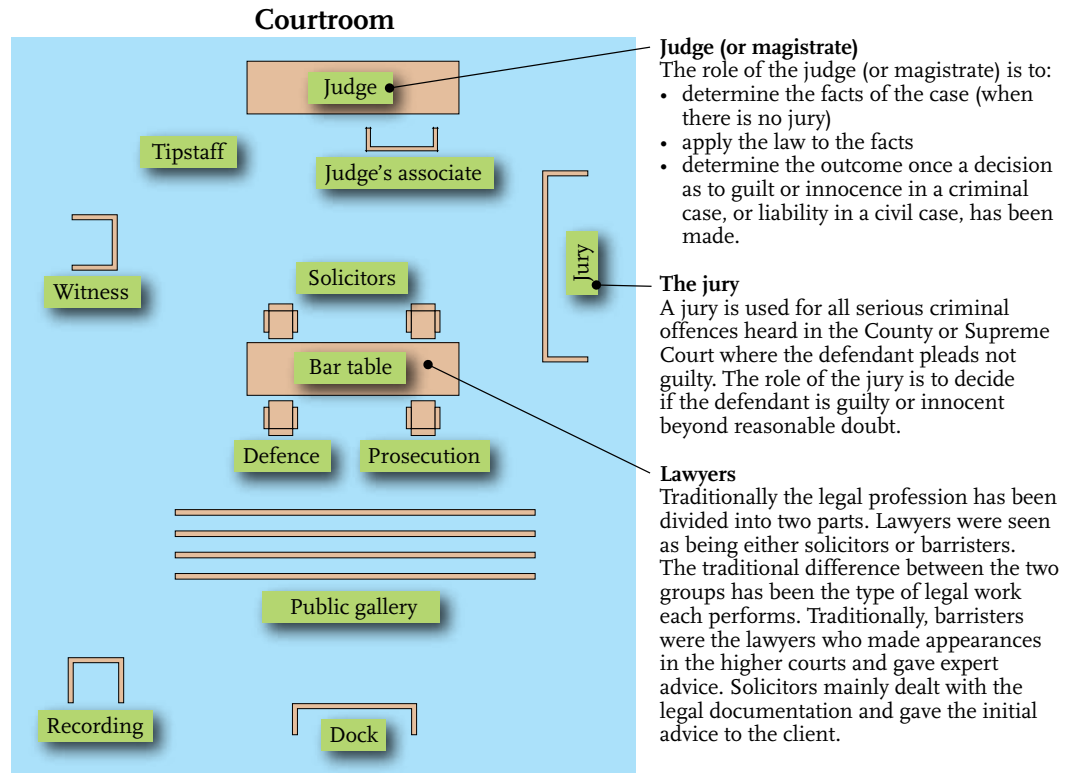 Courtroom
Judge
Tipstaff
Judge's associate
Jury
Witness
Solicitors
Bar table
Defence
Prosecution
Public gallery
Recording
Dock
Judge (or magistrate)
The role of the judge (or magistrate) is to:
• determine the facts of the case (when
there is no jury)
• apply the law to the facts
• determine the outcome once a decision
as to guilt or innocence in a criminal
case, or liability in a civil case, has been
made.
The jury
A jury is used for all serious criminal
offences heard in the County or Supreme
Court where the defendant pleads not
guilty. The role of the jury is to decide
if the defendant is guilty or innocent
beyond reasonable doubt.
Lawyers
Traditionally the legal profession has been
divided into two parts. Lawyers were seen
as being either solicitors or barristers.
The traditional difference between the two
groups has been the type of legal work
each performs. Traditionally, barristers
were the lawyers who made appearances
in the higher courts and gave expert
advice. Solicitors mainly dealt with the
legal documentation and gave the initial
advice to the client.